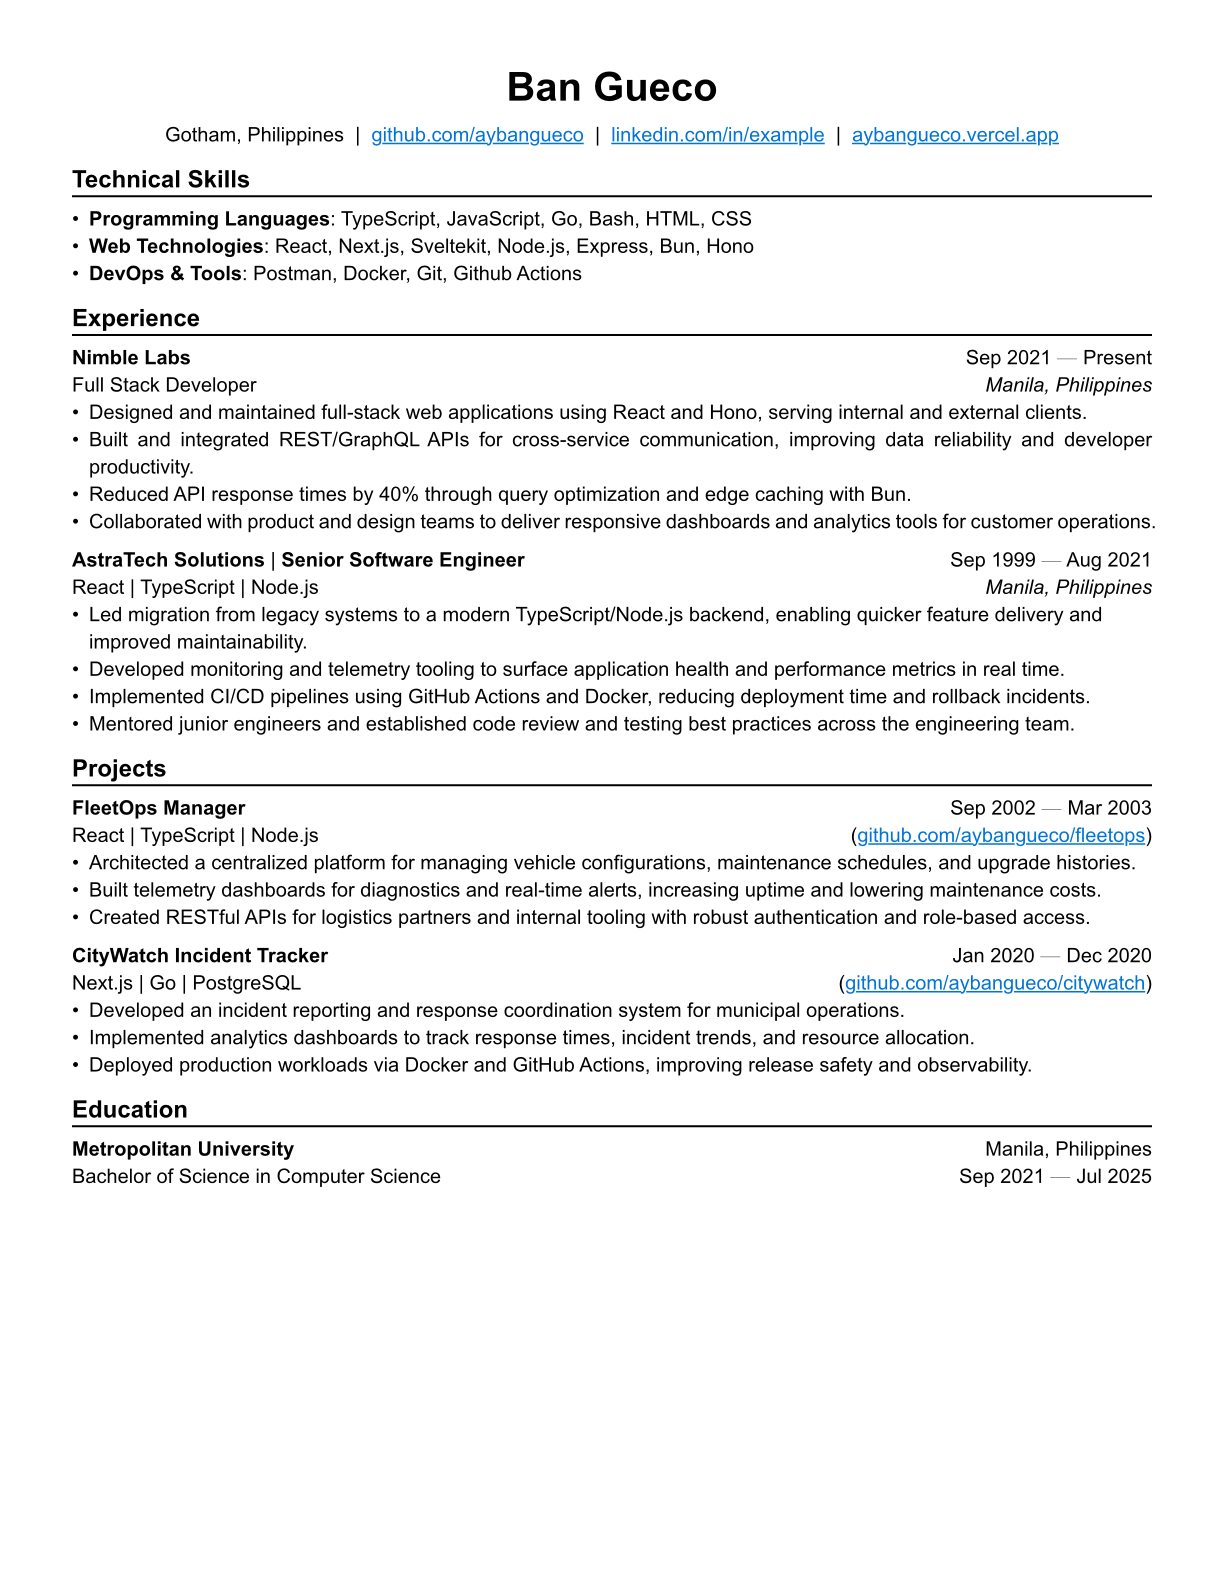 Ban Gueco
Gotham, Philippines | github.com/aybangueco | linkedin.com/in/example | aybangueco.vercel.app
Technical Skills
• Programming Languages: TypeScript, JavaScript, Go, Bash, HTML, CSS
• Web Technologies: React, Next.js, Sveltekit, Node.js, Express, Bun, Hono
• DevOps & Tools: Postman, Docker, Git, Github Actions
Experience
Nimble Labs Sep 2021 — Present
Full Stack Developer Manila, Philippines
• Designed and maintained full-stack web applications using React and Hono, serving internal and external clients.
• Built and integrated REST/GraphQL APIs for cross-service communication, improving data reliability and developer
productivity.
• Reduced API response times by 40% through query optimization and edge caching with Bun.
• Collaborated with product and design teams to deliver responsive dashboards and analytics tools for customer operations.
AstraTech Solutions | Senior Software Engineer Sep 1999 — Aug 2021
React | TypeScript | Node.js Manila, Philippines
• Led migration from legacy systems to a modern TypeScript/Node.js backend, enabling quicker feature delivery and
improved maintainability.
• Developed monitoring and telemetry tooling to surface application health and performance metrics in real time.
• Implemented CI/CD pipelines using GitHub Actions and Docker, reducing deployment time and rollback incidents.
• Mentored junior engineers and established code review and testing best practices across the engineering team.
Projects
FleetOps Manager Sep 2002 — Mar 2003
React | TypeScript | Node.js (github.com/aybangueco/fleetops)
• Architected a centralized platform for managing vehicle configurations, maintenance schedules, and upgrade histories.
• Built telemetry dashboards for diagnostics and real-time alerts, increasing uptime and lowering maintenance costs.
• Created RESTful APIs for logistics partners and internal tooling with robust authentication and role-based access.
CityWatch Incident Tracker Jan 2020 — Dec 2020
Next.js | Go | PostgreSQL (github.com/aybangueco/citywatch)
• Developed an incident reporting and response coordination system for municipal operations.
• Implemented analytics dashboards to track response times, incident trends, and resource allocation.
• Deployed production workloads via Docker and GitHub Actions, improving release safety and observability.
Education
Metropolitan University Manila, Philippines
Bachelor of Science in Computer Science Sep 2021 — Jul 2025